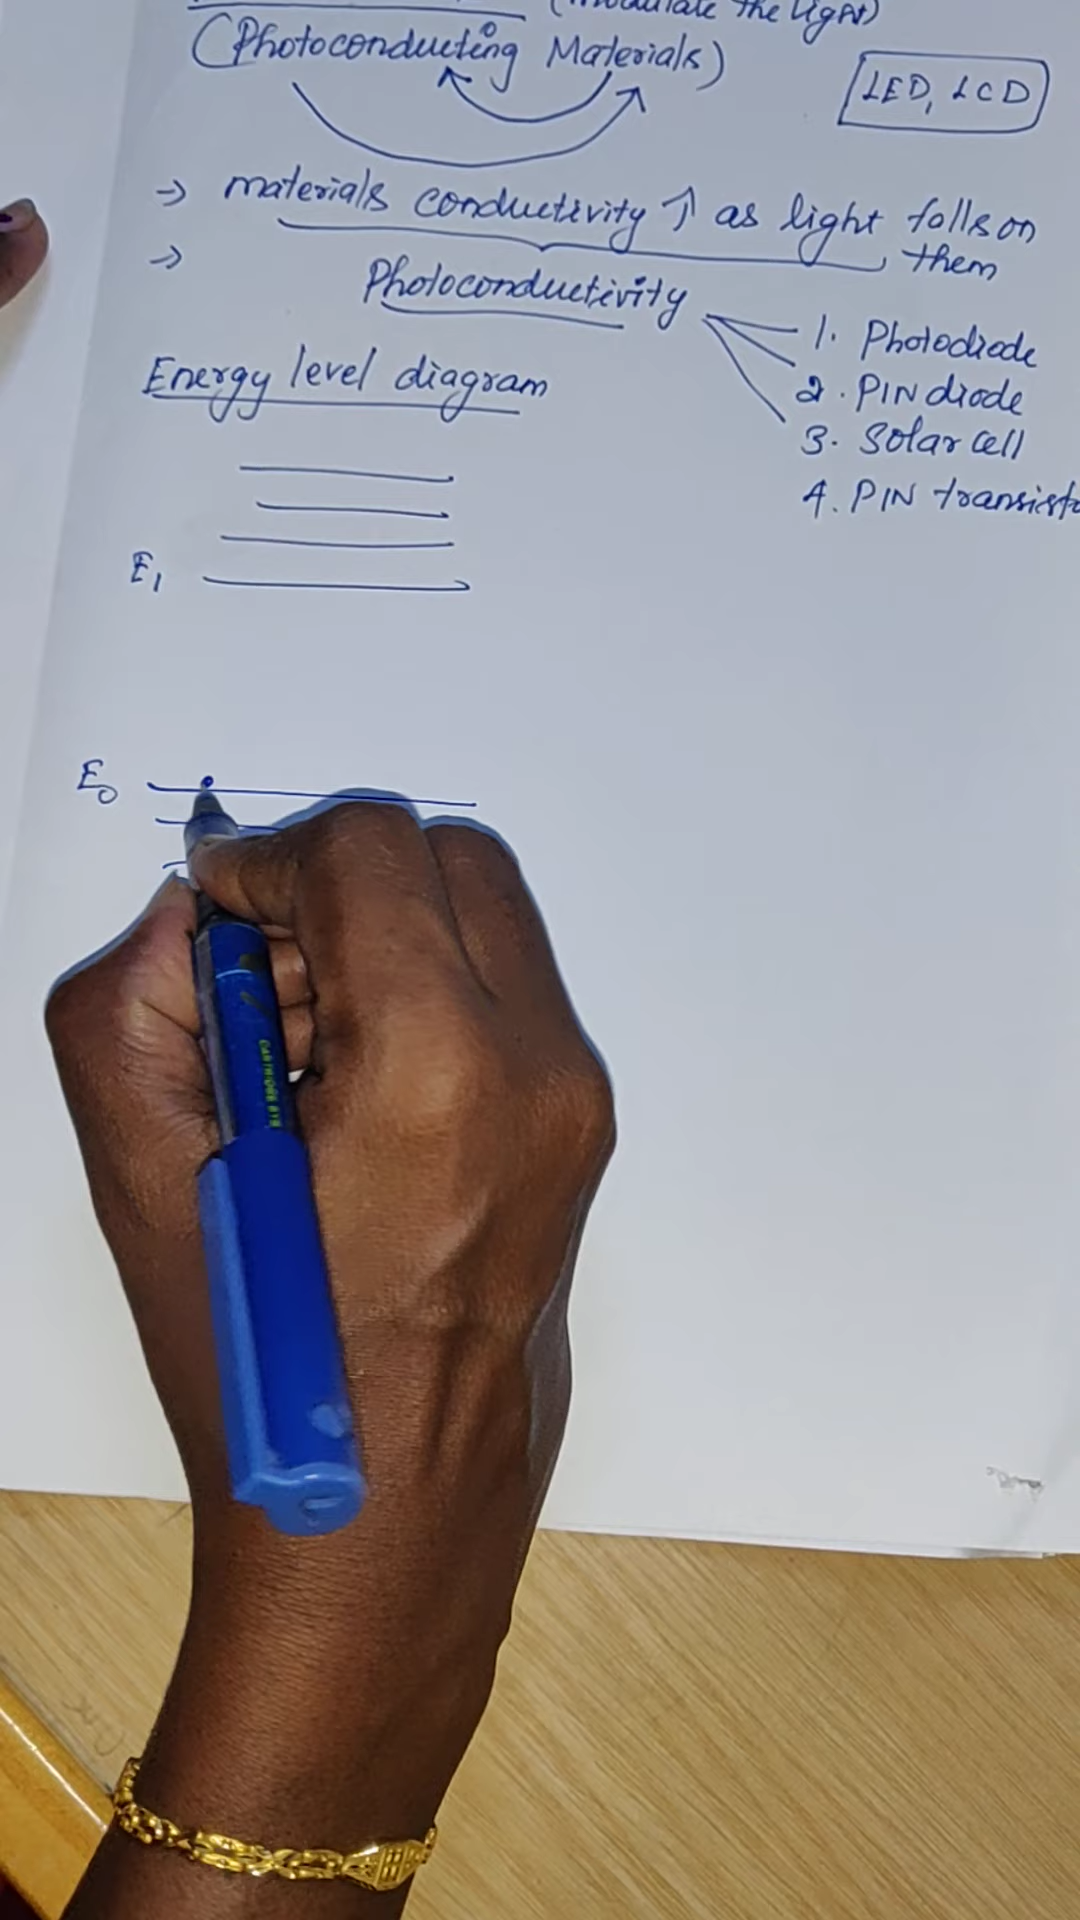 (modulate the light)
(Photoconducting Materials)
LED, LCD
→ materials conductivity ↑ as light falls on
them
→ Photoconductivity
1. Photodiode
2. PIN diode
3. Solar cell
4. PIN transisto
Energy level diagram
E₁
E₀